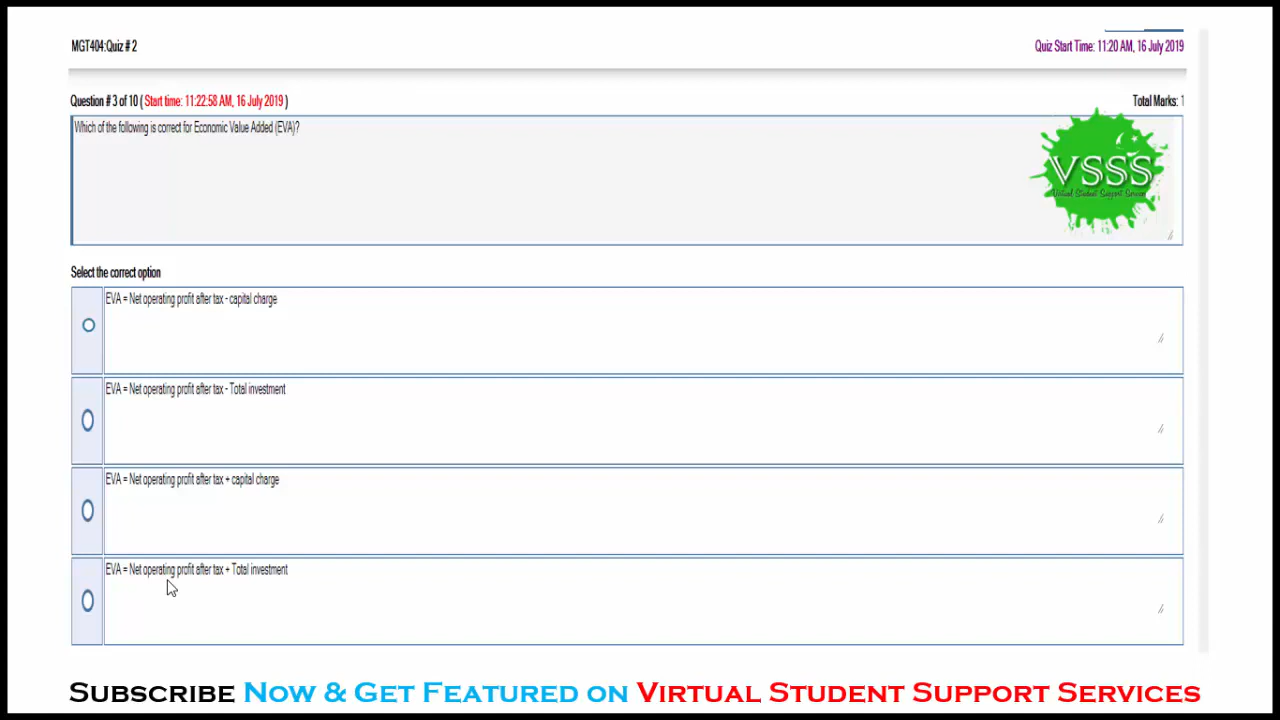 MGT404:Quiz # 2
Quiz Start Time: 11:20 AM, 16 July 2019
Question # 3 of 10 ( Start time: 11:22:58 AM, 16 July 2019 )
Total Marks: 1
Which of the following is correct for Economic Value Added (EVA)?
VSSS
Virtual Student Support Services
Select the correct option
EVA = Net operating profit after tax - capital charge
EVA = Net operating profit after tax - Total investment
EVA = Net operating profit after tax + capital charge
EVA = Net operating profit after tax + Total investment
SUBSCRIBE NOW & GET FEATURED ON VIRTUAL STUDENT SUPPORT SERVICES